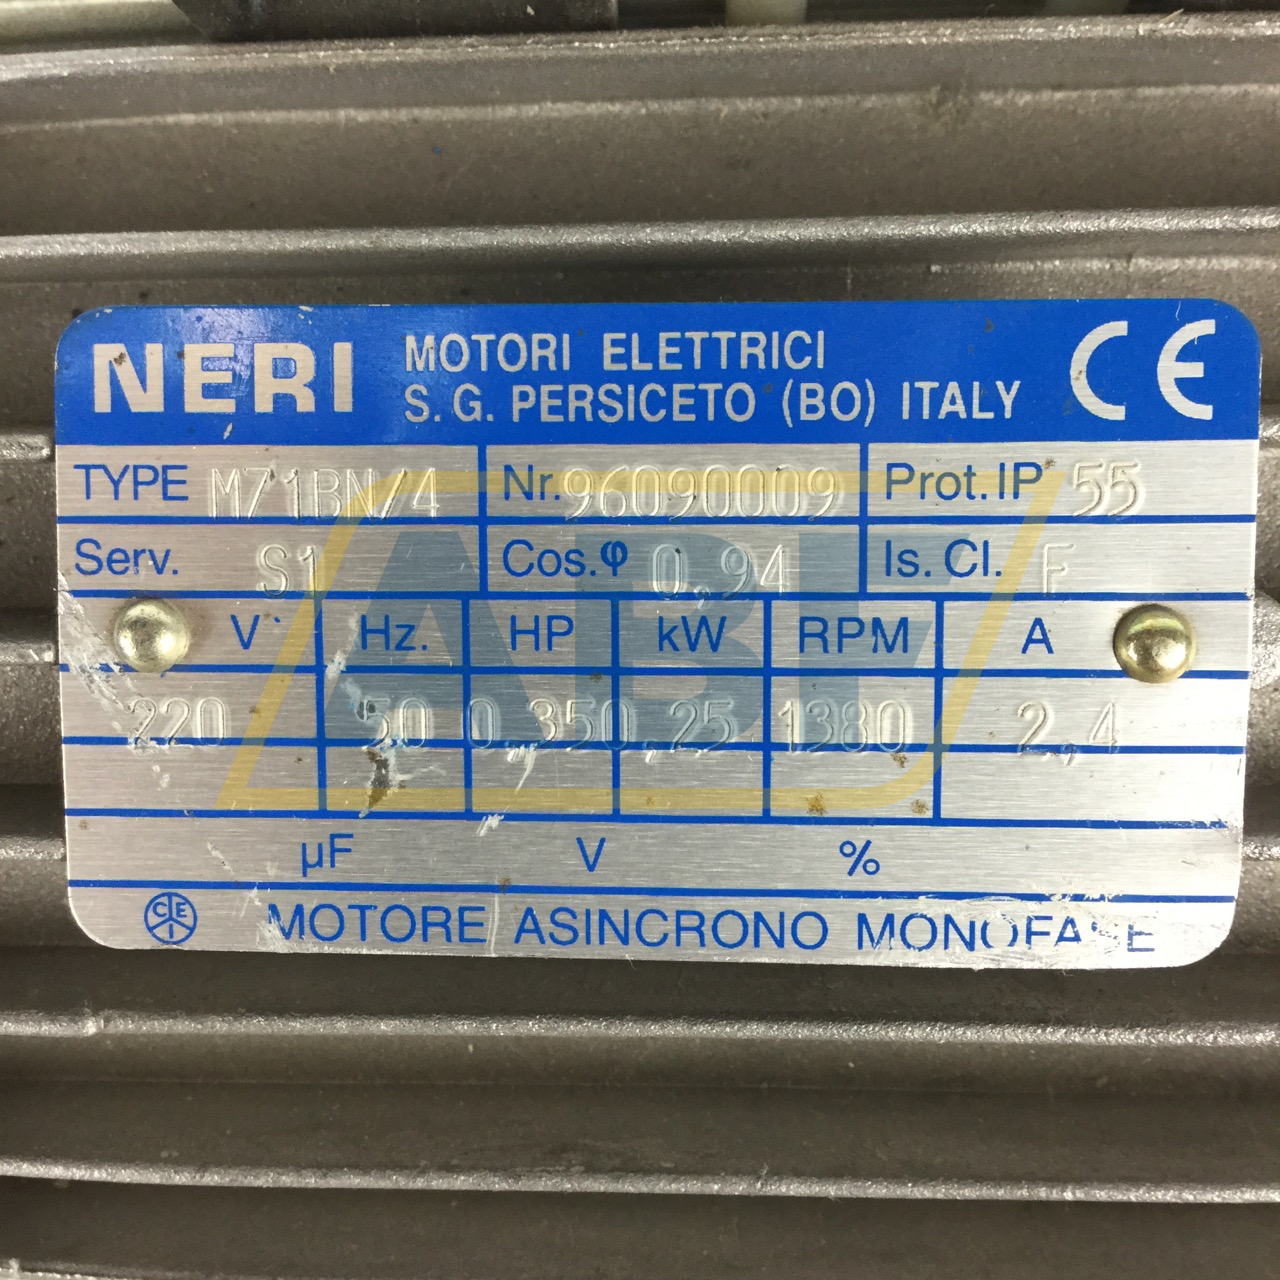 NERI MOTORI ELETTRICI CE
S. G. PERSICETO (BO) ITALY
TYPE M71BN/4 Nr. 96090009 Prot. IP 55
Serv. S1 Cos.φ 0,94 Is. Cl. F
V Hz. HP kW RPM A
220 50 0,35 0,25 1380 2,4
µF V %
CEI MOTORE ASINCRONO MONOFASE
ABF